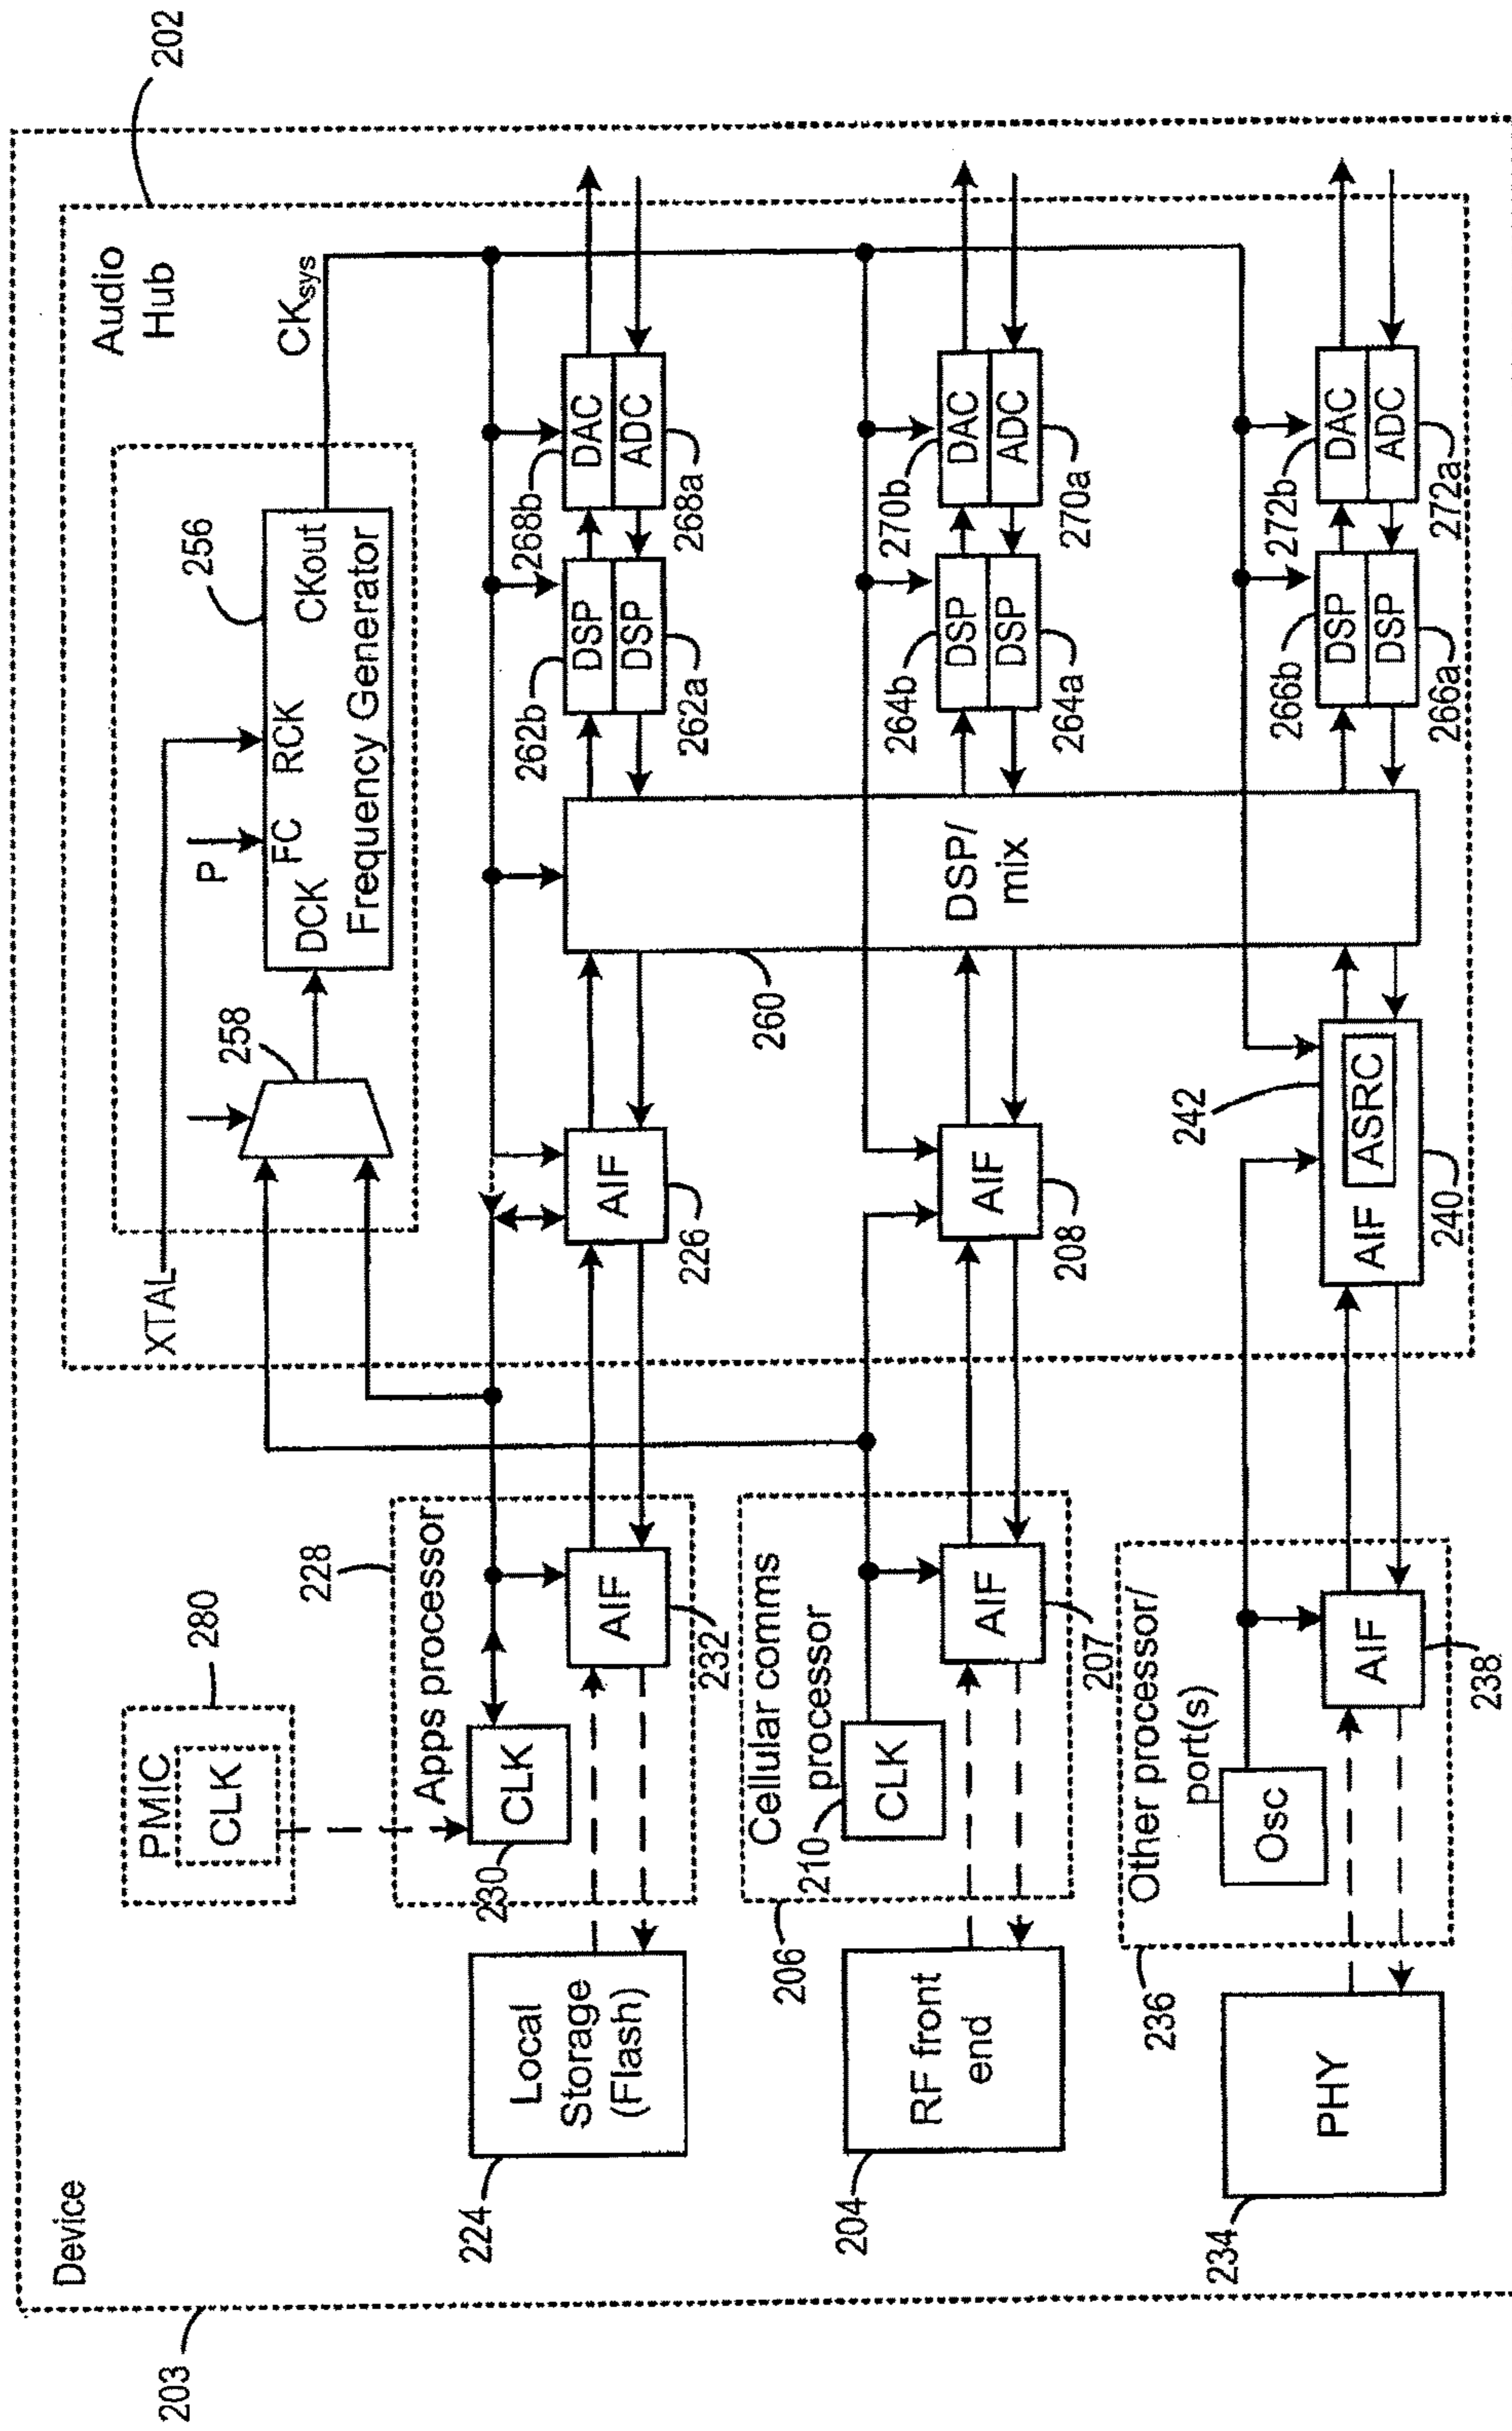 203
Device
202
Audio
Hub
XTAL
P
258
256
DCK FC RCK
CKout
Frequency Generator
CKsys
PMIC
CLK
280
228
Apps processor
CLK
230
AIF
232
224
Local
Storage
(Flash)
AIF
226
260
DSP/
mix
262b
DSP
DSP
262a
268b
DAC
ADC
268a
Cellular comms
processor
210
CLK
206
AIF
207
204
RF front
end
AIF
208
264b
DSP
DSP
264a
270b
DAC
ADC
270a
Other processor/
port(s)
Osc
236
AIF
238
234
PHY
242
AIF
ASRC
240
266b
DSP
DSP
266a
272b
DAC
ADC
272a